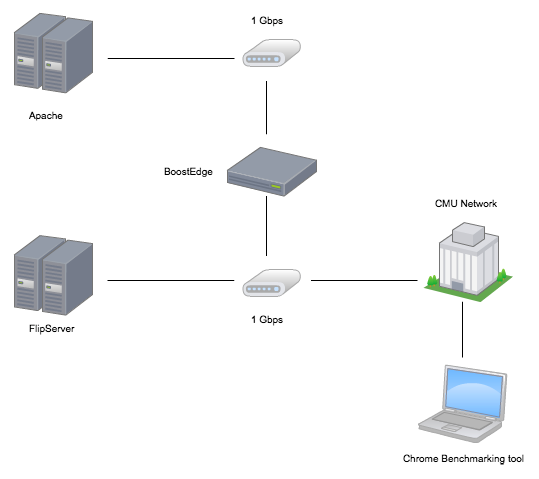 1 Gbps
Apache
BoostEdge
CMU Network
1 Gbps
FlipServer
Chrome Benchmarking tool